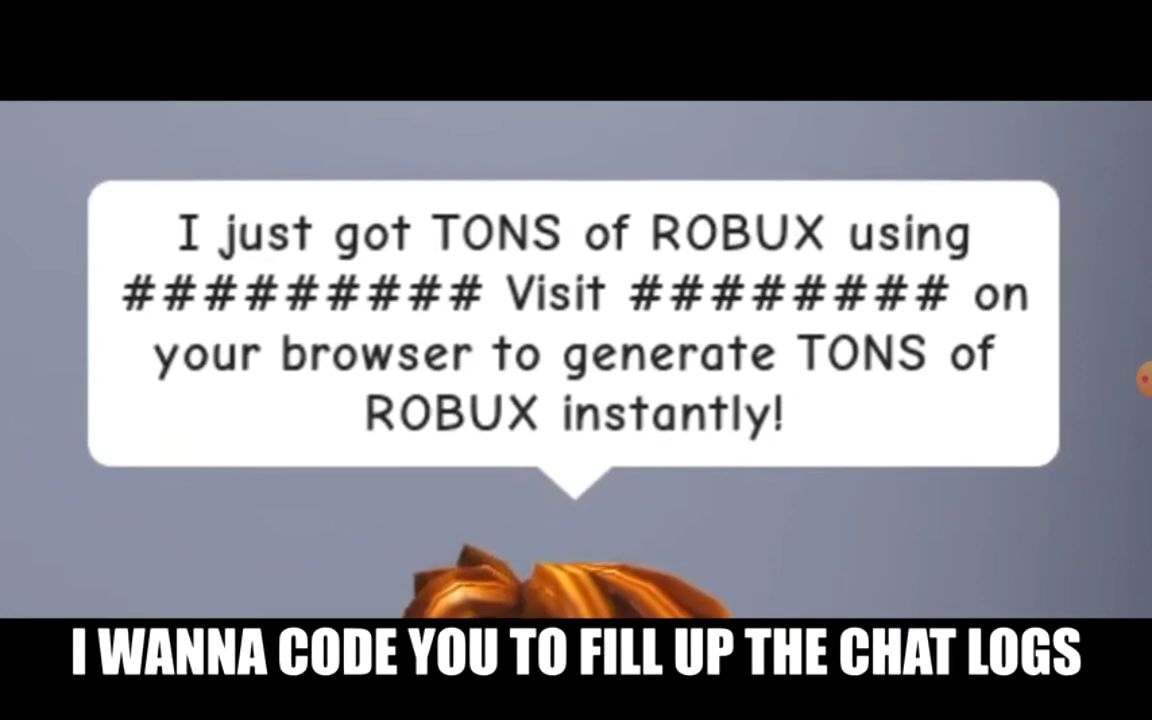 I just got TONS of ROBUX using
######### Visit ######## on
your browser to generate TONS of
ROBUX instantly!
I WANNA CODE YOU TO FILL UP THE CHAT LOGS